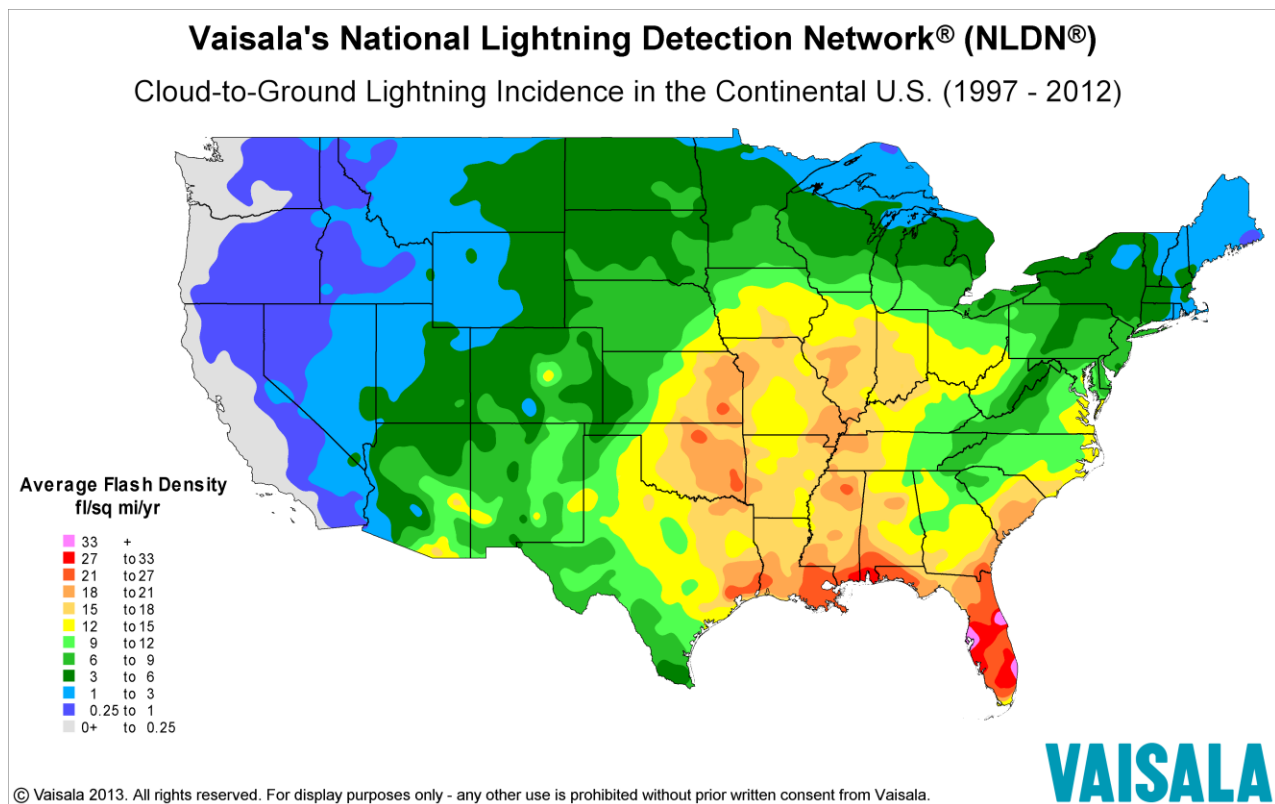 Vaisala's National Lightning Detection Network® (NLDN®)
Cloud-to-Ground Lightning Incidence in the Continental U.S. (1997 - 2012)
Average Flash Density
fl/sq mi/yr
33 +
27 to 33
21 to 27
18 to 21
15 to 18
12 to 15
9 to 12
6 to 9
3 to 6
1 to 3
0.25 to 1
0+ to 0.25
VAISALA
© Vaisala 2013. All rights reserved. For display purposes only - any other use is prohibited without prior written consent from Vaisala.